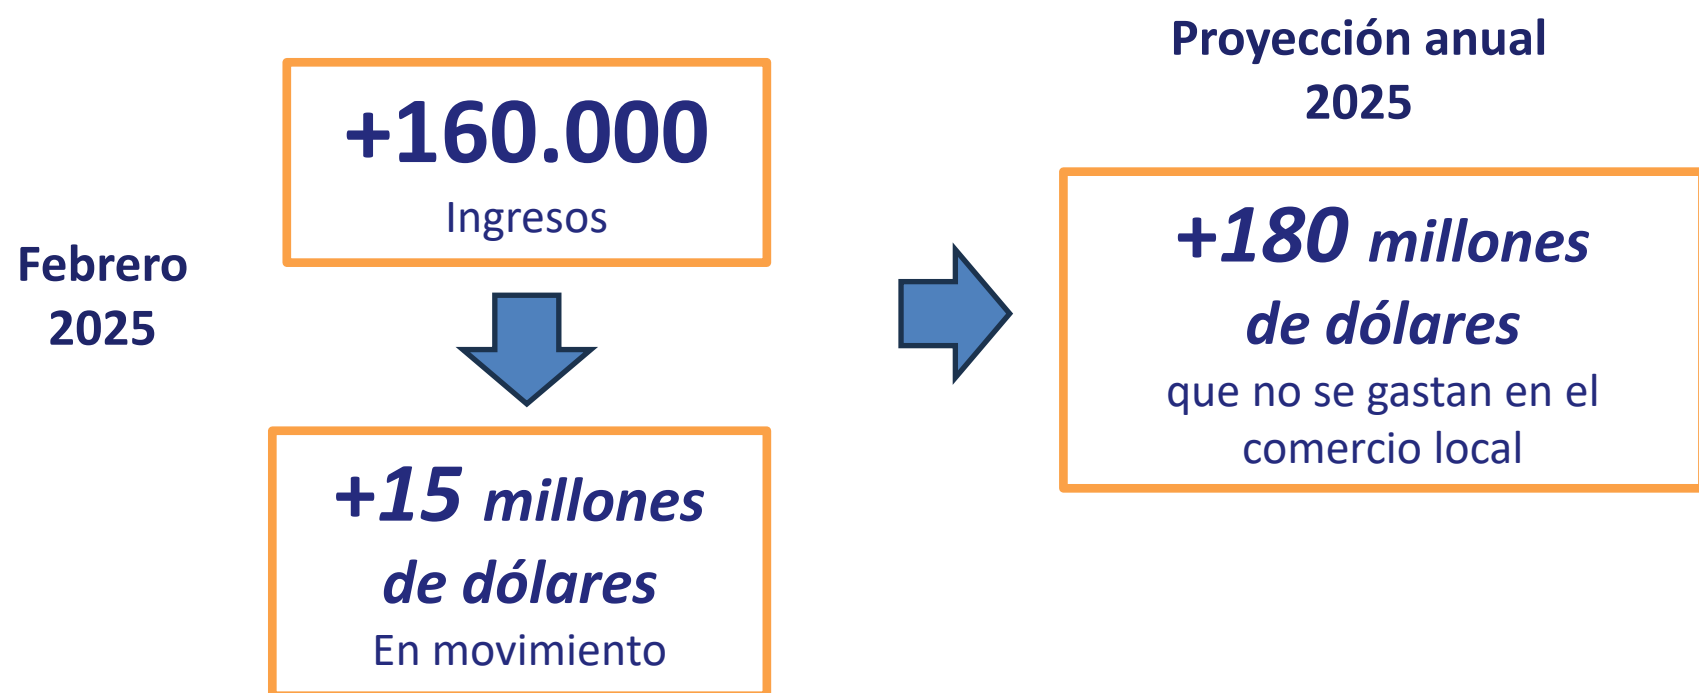 Febrero
2025
+160.000
Ingresos
+15 millones
de dólares
En movimiento
Proyección anual
2025
+180 millones
de dólares
que no se gastan en el
comercio local